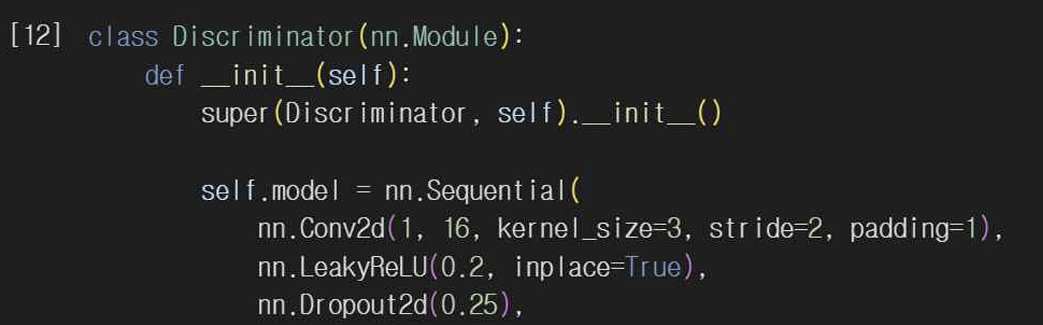 [12] class Discriminator(nn.Module):
def __init__(self):
super(Discriminator, self).__init__()
self.model = nn.Sequential(
nn.Conv2d(1, 16, kernel_size=3, stride=2, padding=1),
nn.LeakyReLU(0.2, inplace=True),
nn.Dropout2d(0.25),